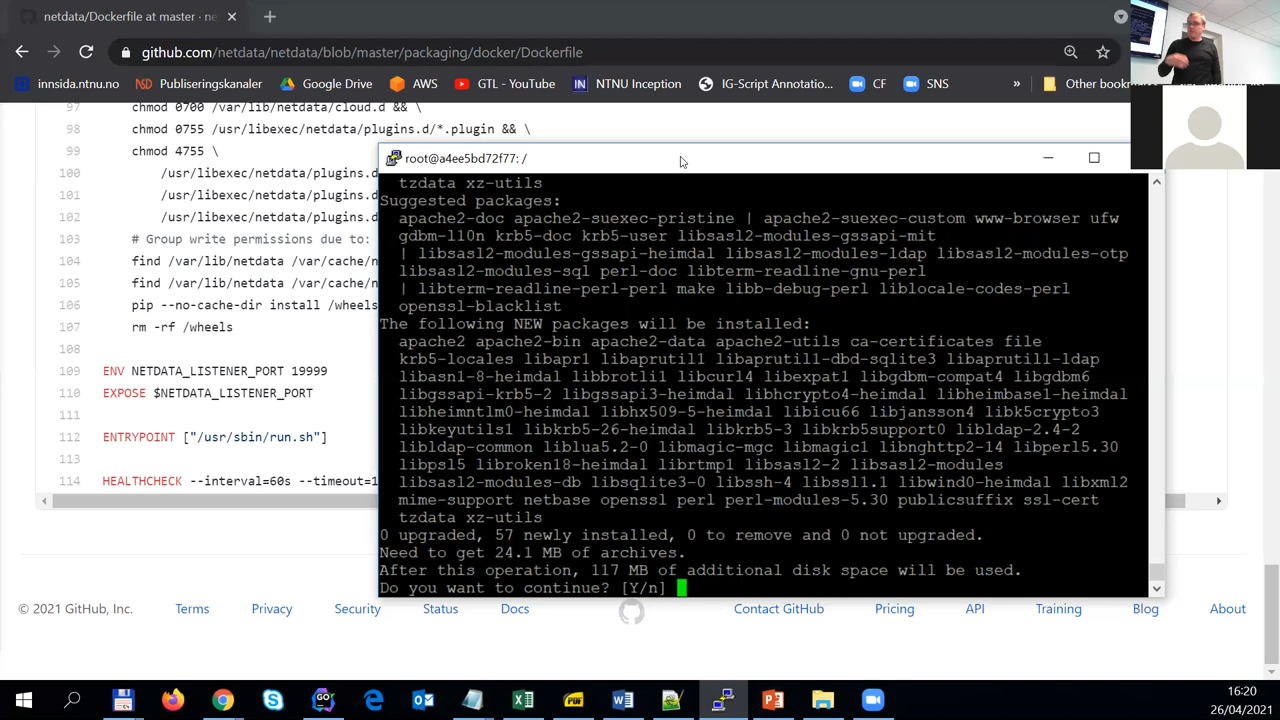 netdata/Dockerfile at master · ne
github.com/netdata/netdata/blob/master/packaging/docker/Dockerfile
innsida.ntnu.no Publiseringskanaler Google Drive AWS CTL - YouTube NTNU Inception IG-Script Annotatio... CF SNS » Other bookm
97 chmod 0700 /var/lib/netdata/cloud.d && \
98 chmod 0755 /usr/libexec/netdata/plugins.d/*.plugin && \
99 chmod 4755 \
100 /usr/libexec/netdata/plugins.d
101 /usr/libexec/netdata/plugins.d
102 /usr/libexec/netdata/plugins.d
103 # Group write permissions due to:
104 find /var/lib/netdata /var/cache/n
105 find /var/lib/netdata /var/cache/n
106 pip --no-cache-dir install /wheels
107 rm -rf /wheels
108
109 ENV NETDATA_LISTENER_PORT 19999
110 EXPOSE $NETDATA_LISTENER_PORT
111
112 ENTRYPOINT ["/usr/sbin/run.sh"]
113
114 HEALTHCHECK --interval=60s --timeout=1
root@a4ee5bd72f77: /
tzdata xz-utils
Suggested packages:
apache2-doc apache2-suexec-pristine | apache2-suexec-custom www-browser ufw
gdbm-l10n krb5-doc krb5-user libsasl2-modules-gssapi-mit
| libsasl2-modules-gssapi-heimdal libsasl2-modules-ldap libsasl2-modules-otp
libsasl2-modules-sql perl-doc libterm-readline-gnu-perl
| libterm-readline-perl-perl make libb-debug-perl liblocale-codes-perl
openssl-blacklist
The following NEW packages will be installed:
apache2 apache2-bin apache2-data apache2-utils ca-certificates file
krb5-locales libapr1 libaprutil1 libaprutil1-dbd-sqlite3 libaprutil1-ldap
libasn1-8-heimdal libbrotli1 libcurl4 libexpat1 libgdbm-compat4 libgdbm6
libgssapi-krb5-2 libgssapi3-heimdal libhcrypto4-heimdal libheimbase1-heimdal
libheimntlm0-heimdal libhx509-5-heimdal libicu66 libjansson4 libk5crypto3
libkeyutils1 libkrb5-26-heimdal libkrb5-3 libkrb5support0 libldap-2.4-2
libldap-common liblua5.2-0 libmagic-mgc libmagic1 libnghttp2-14 libperl5.30
libpsl5 libroken18-heimdal librtmp1 libsasl2-2 libsasl2-modules
libsasl2-modules-db libsqlite3-0 libssh-4 libssl1.1 libwind0-heimdal libxml2
mime-support netbase openssl perl perl-modules-5.30 publicsuffix ssl-cert
tzdata xz-utils
0 upgraded, 57 newly installed, 0 to remove and 0 not upgraded.
Need to get 24.1 MB of archives.
After this operation, 117 MB of additional disk space will be used.
Do you want to continue? [Y/n]
© 2021 GitHub, Inc. Terms Privacy Security Status Docs Contact GitHub Pricing API Training Blog About
16:20
26/04/2021